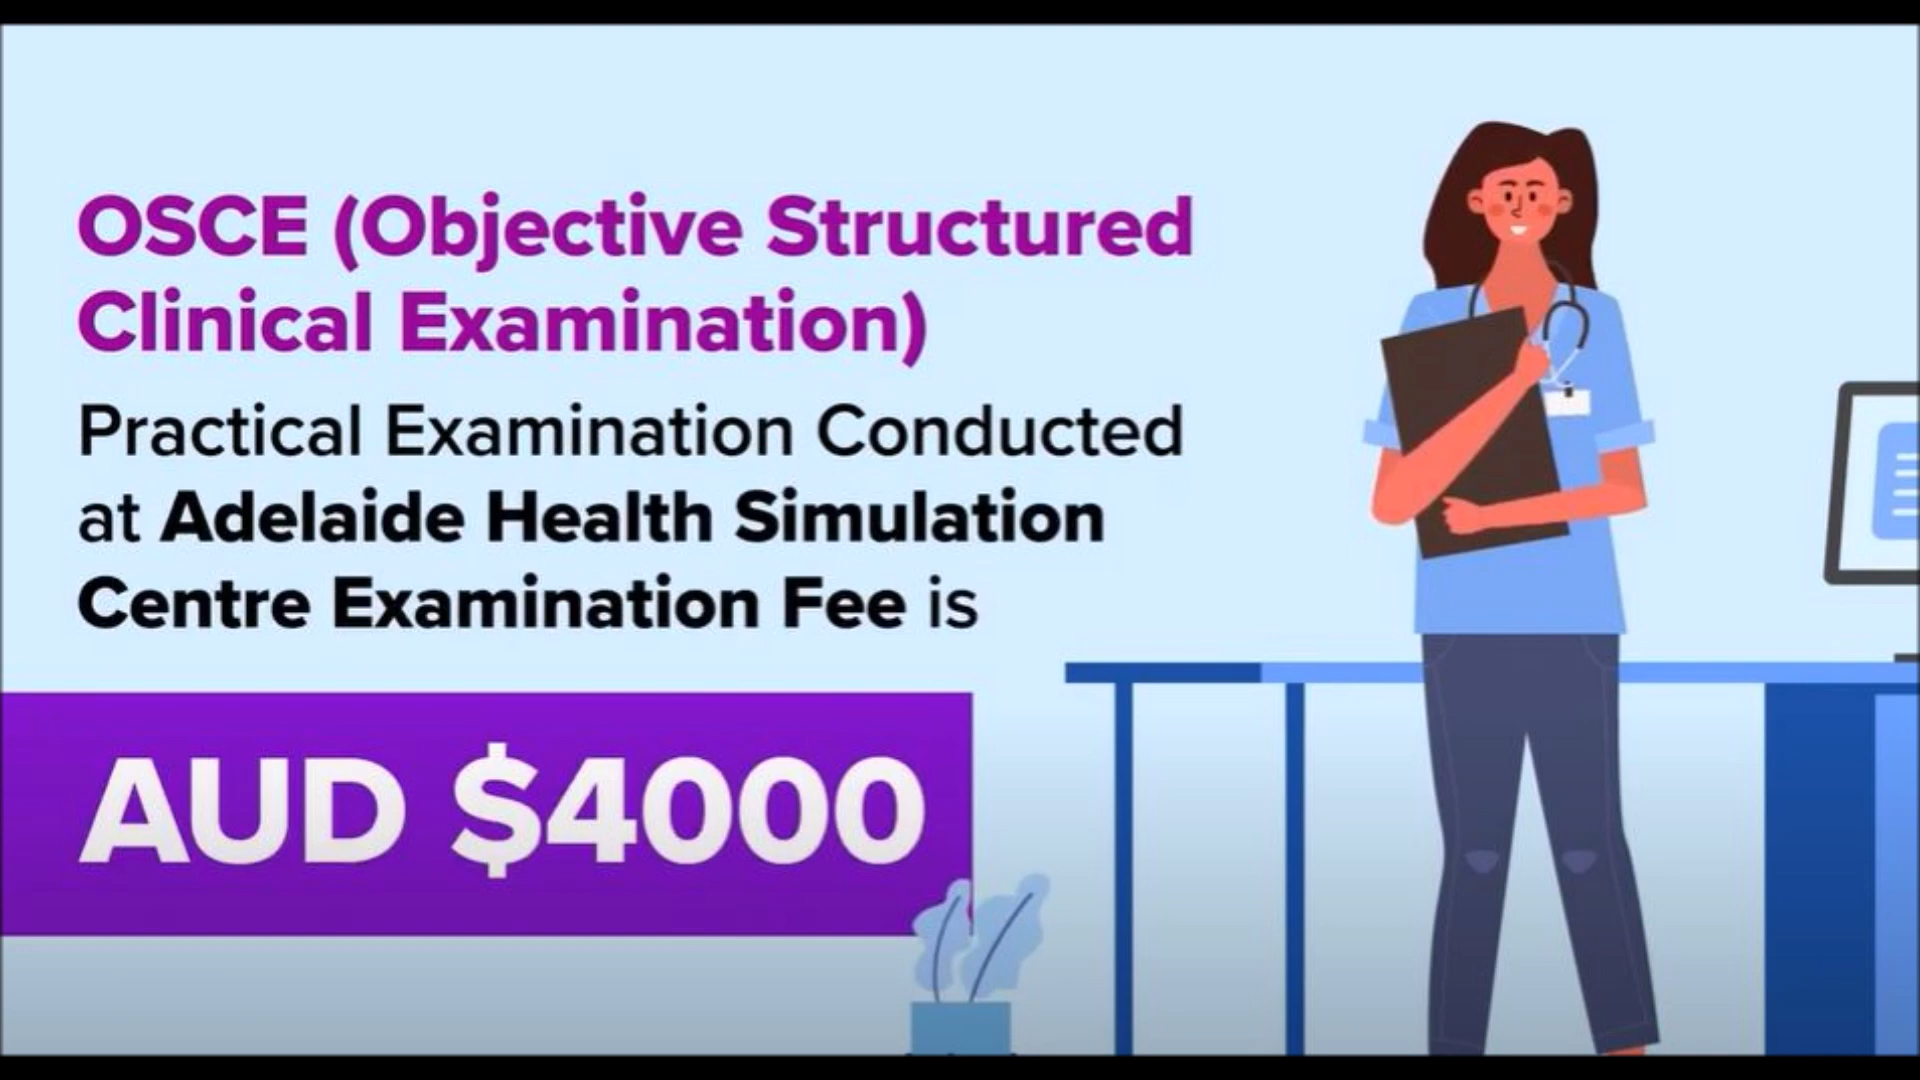 OSCE (Objective Structured
Clinical Examination)
Practical Examination Conducted
at Adelaide Health Simulation
Centre Examination Fee is
AUD $4000